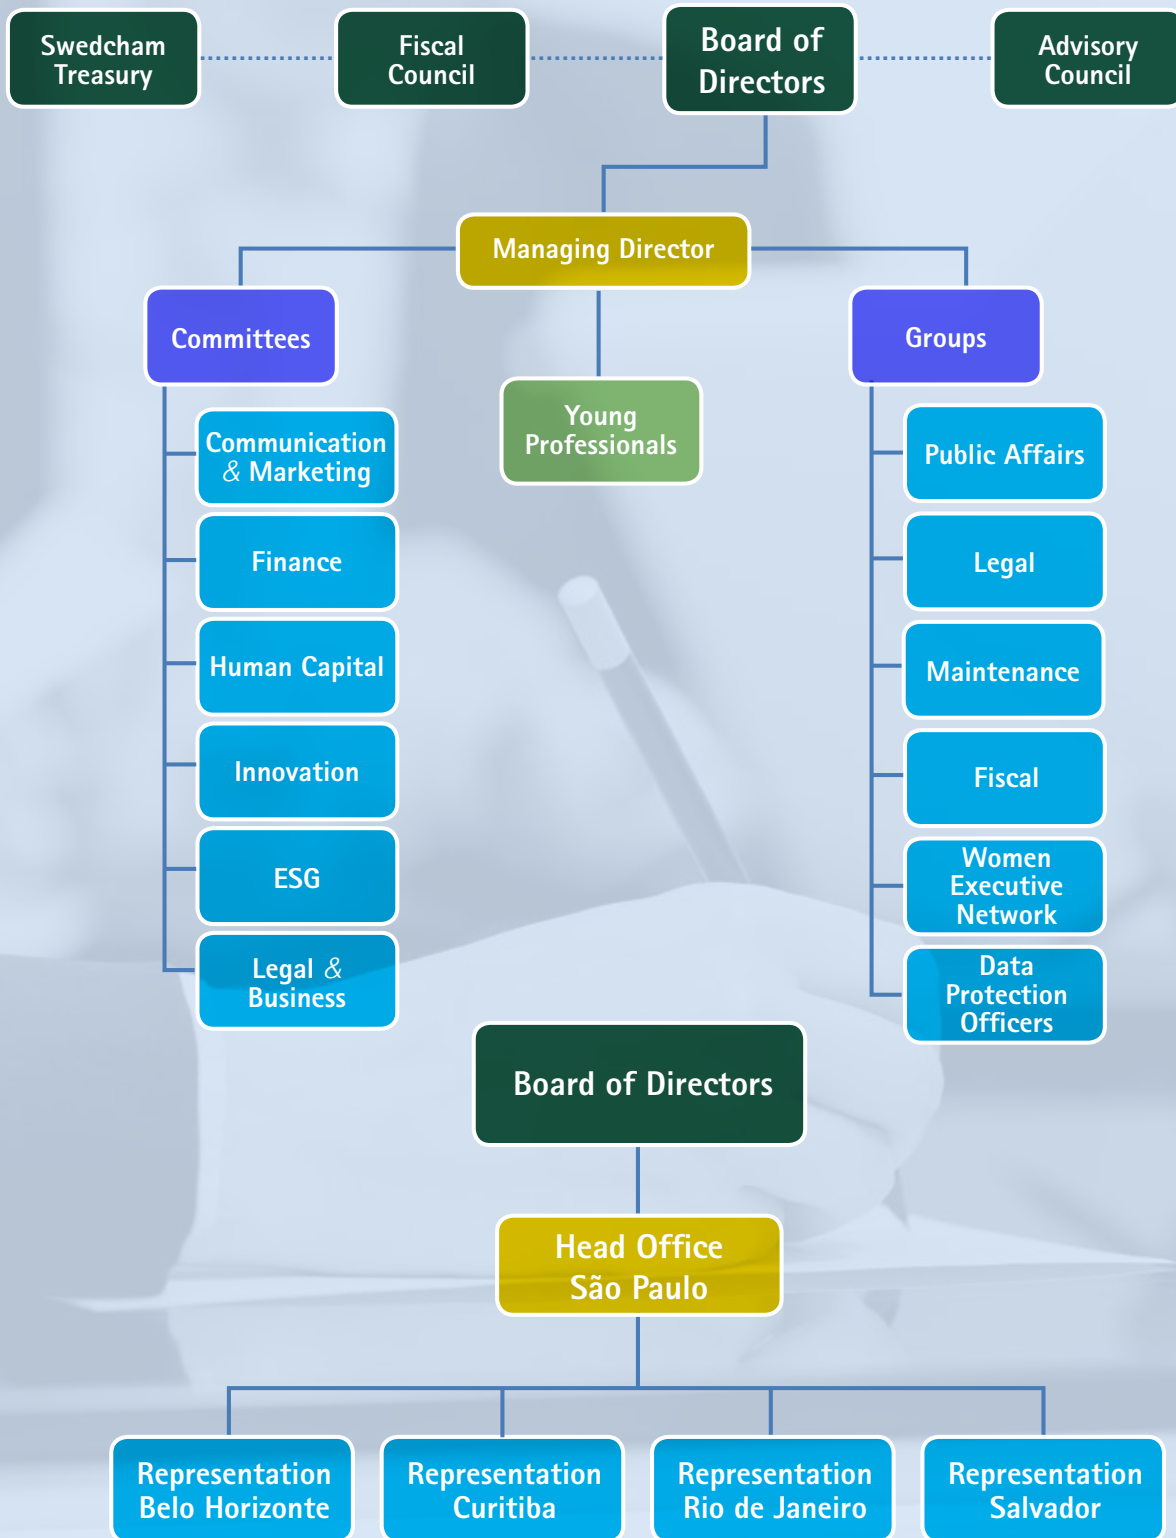 Swedcham
Treasury
Fiscal
Council
Board of
Directors
Advisory
Council
Managing Director
Committees
Groups
Young
Professionals
Communication
& Marketing
Finance
Human Capital
Innovation
ESG
Legal &
Business
Public Affairs
Legal
Maintenance
Fiscal
Women
Executive
Network
Data
Protection
Officers
Board of Directors
Head Office
São Paulo
Representation
Belo Horizonte
Representation
Curitiba
Representation
Rio de Janeiro
Representation
Salvador